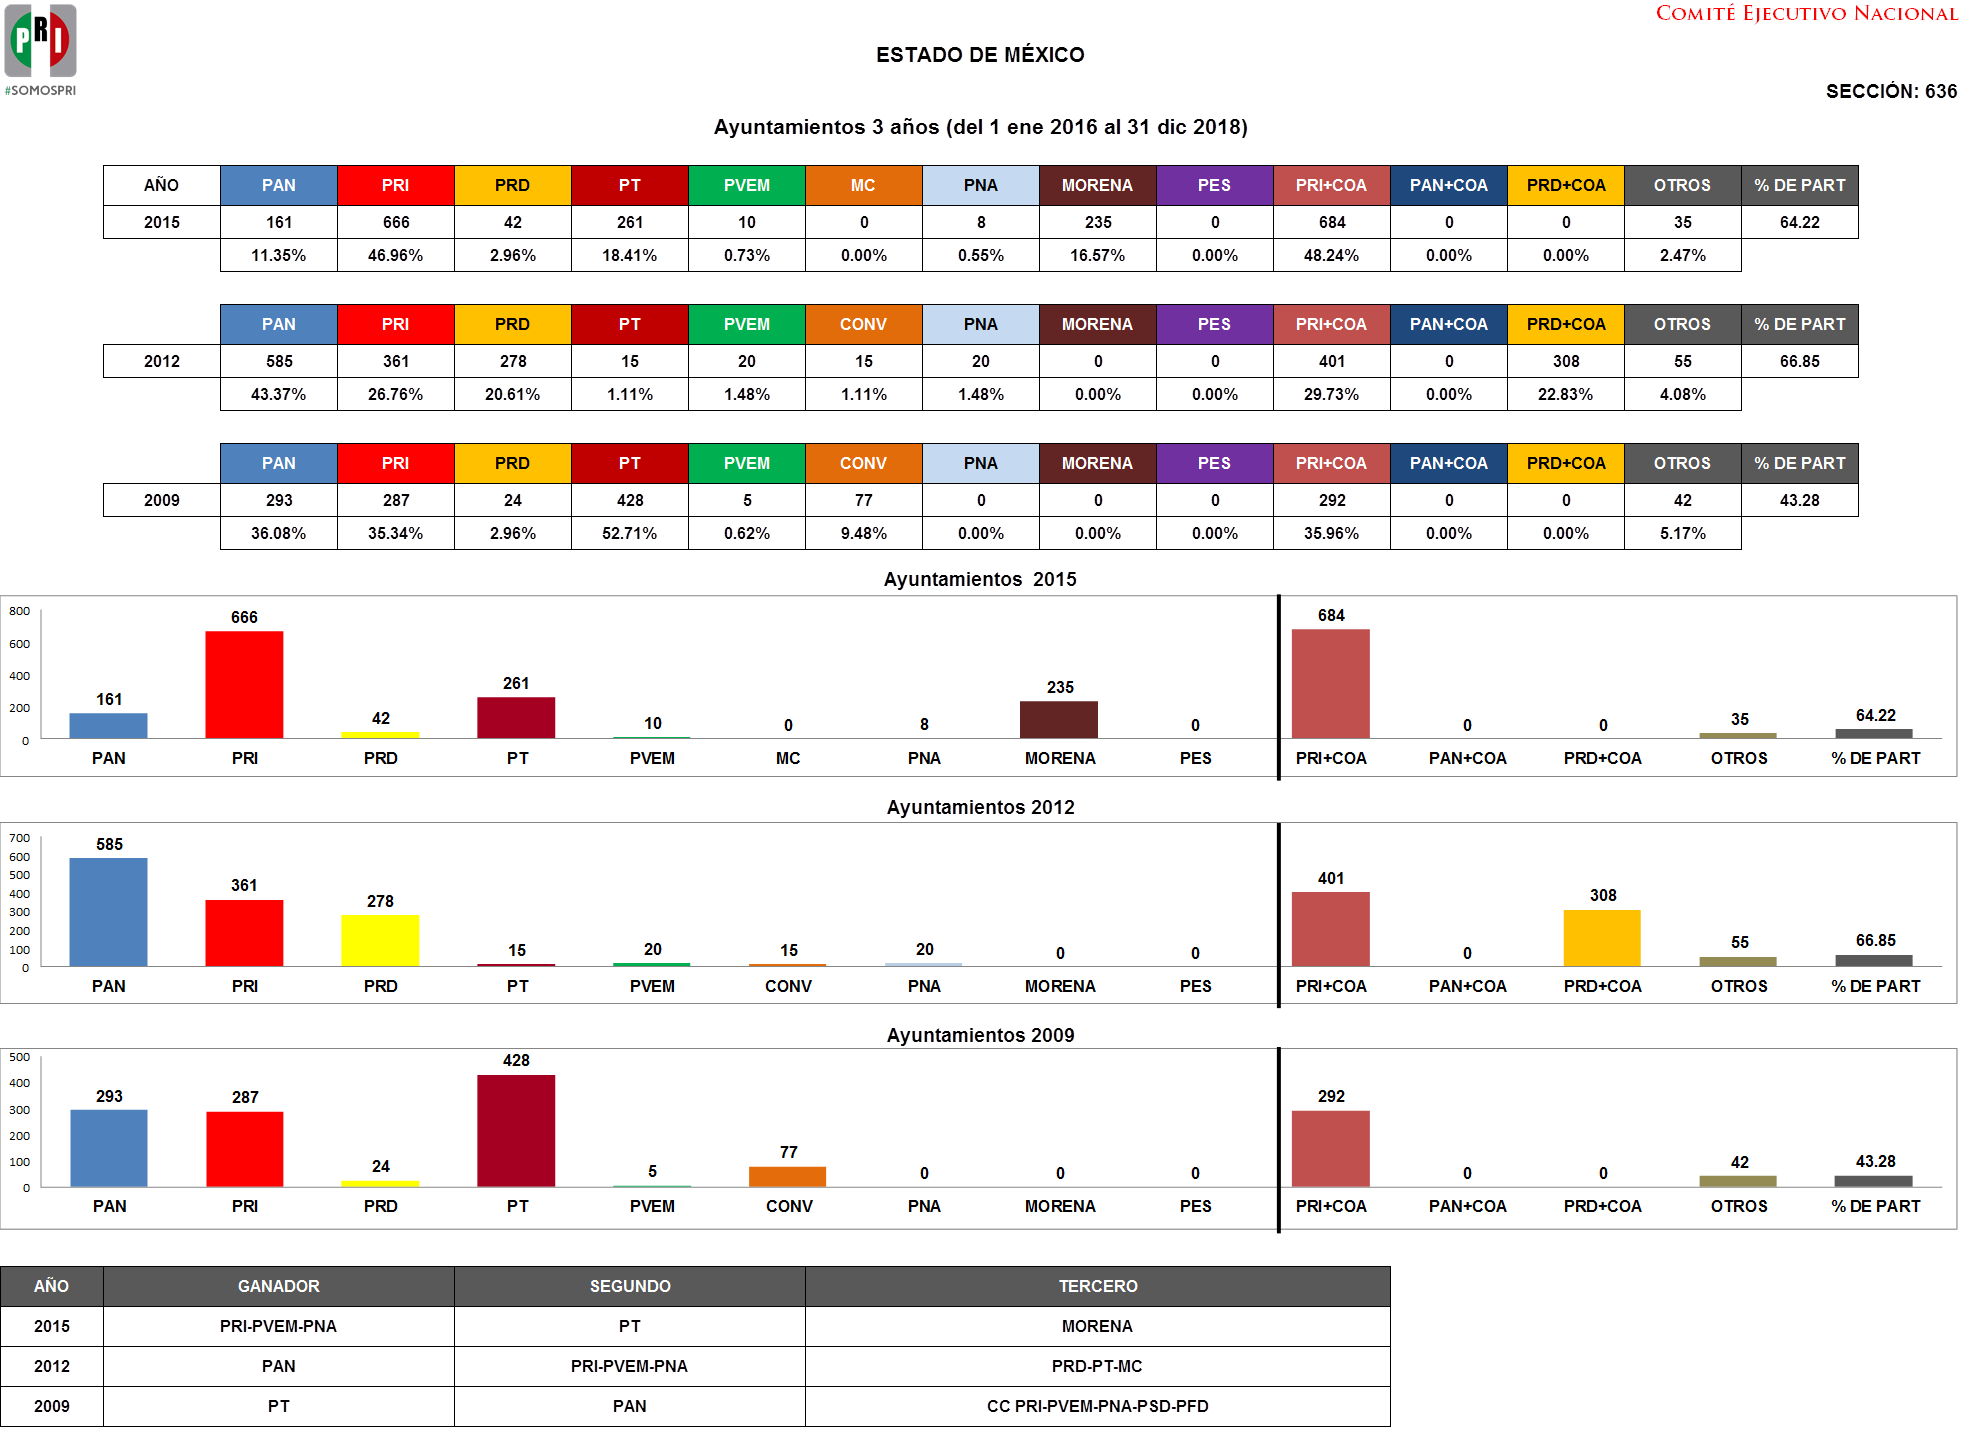 PRI
#SOMOSPRI
COMITÉ EJECUTIVO NACIONAL
ESTADO DE MÉXICO
SECCIÓN: 636
Ayuntamientos 3 años (del 1 ene 2016 al 31 dic 2018)
AÑO PAN PRI PRD PT PVEM MC PNA MORENA PES PRI+COA PAN+COA PRD+COA OTROS % DE PART
2015 161 666 42 261 10 0 8 235 0 684 0 0 35 64.22
11.35% 46.96% 2.96% 18.41% 0.73% 0.00% 0.55% 16.57% 0.00% 48.24% 0.00% 0.00% 2.47%
PAN PRI PRD PT PVEM CONV PNA MORENA PES PRI+COA PAN+COA PRD+COA OTROS % DE PART
2012 585 361 278 15 20 15 20 0 0 401 0 308 55 66.85
43.37% 26.76% 20.61% 1.11% 1.48% 1.11% 1.48% 0.00% 0.00% 29.73% 0.00% 22.83% 4.08%
PAN PRI PRD PT PVEM CONV PNA MORENA PES PRI+COA PAN+COA PRD+COA OTROS % DE PART
2009 293 287 24 428 5 77 0 0 0 292 0 0 42 43.28
36.08% 35.34% 2.96% 52.71% 0.62% 9.48% 0.00% 0.00% 0.00% 35.96% 0.00% 0.00% 5.17%
Ayuntamientos 2015
800
600
400
200
0
161 666 42 261 10 0 8 235 0 684 0 0 35 64.22
PAN PRI PRD PT PVEM MC PNA MORENA PES PRI+COA PAN+COA PRD+COA OTROS % DE PART
Ayuntamientos 2012
700
600
500
400
300
200
100
0
585 361 278 15 20 15 20 0 0 401 0 308 55 66.85
PAN PRI PRD PT PVEM CONV PNA MORENA PES PRI+COA PAN+COA PRD+COA OTROS % DE PART
Ayuntamientos 2009
500
400
300
200
100
0
293 287 24 428 5 77 0 0 0 292 0 0 42 43.28
PAN PRI PRD PT PVEM CONV PNA MORENA PES PRI+COA PAN+COA PRD+COA OTROS % DE PART
AÑO GANADOR SEGUNDO TERCERO
2015 PRI-PVEM-PNA PT MORENA
2012 PAN PRI-PVEM-PNA PRD-PT-MC
2009 PT PAN CC PRI-PVEM-PNA-PSD-PFD